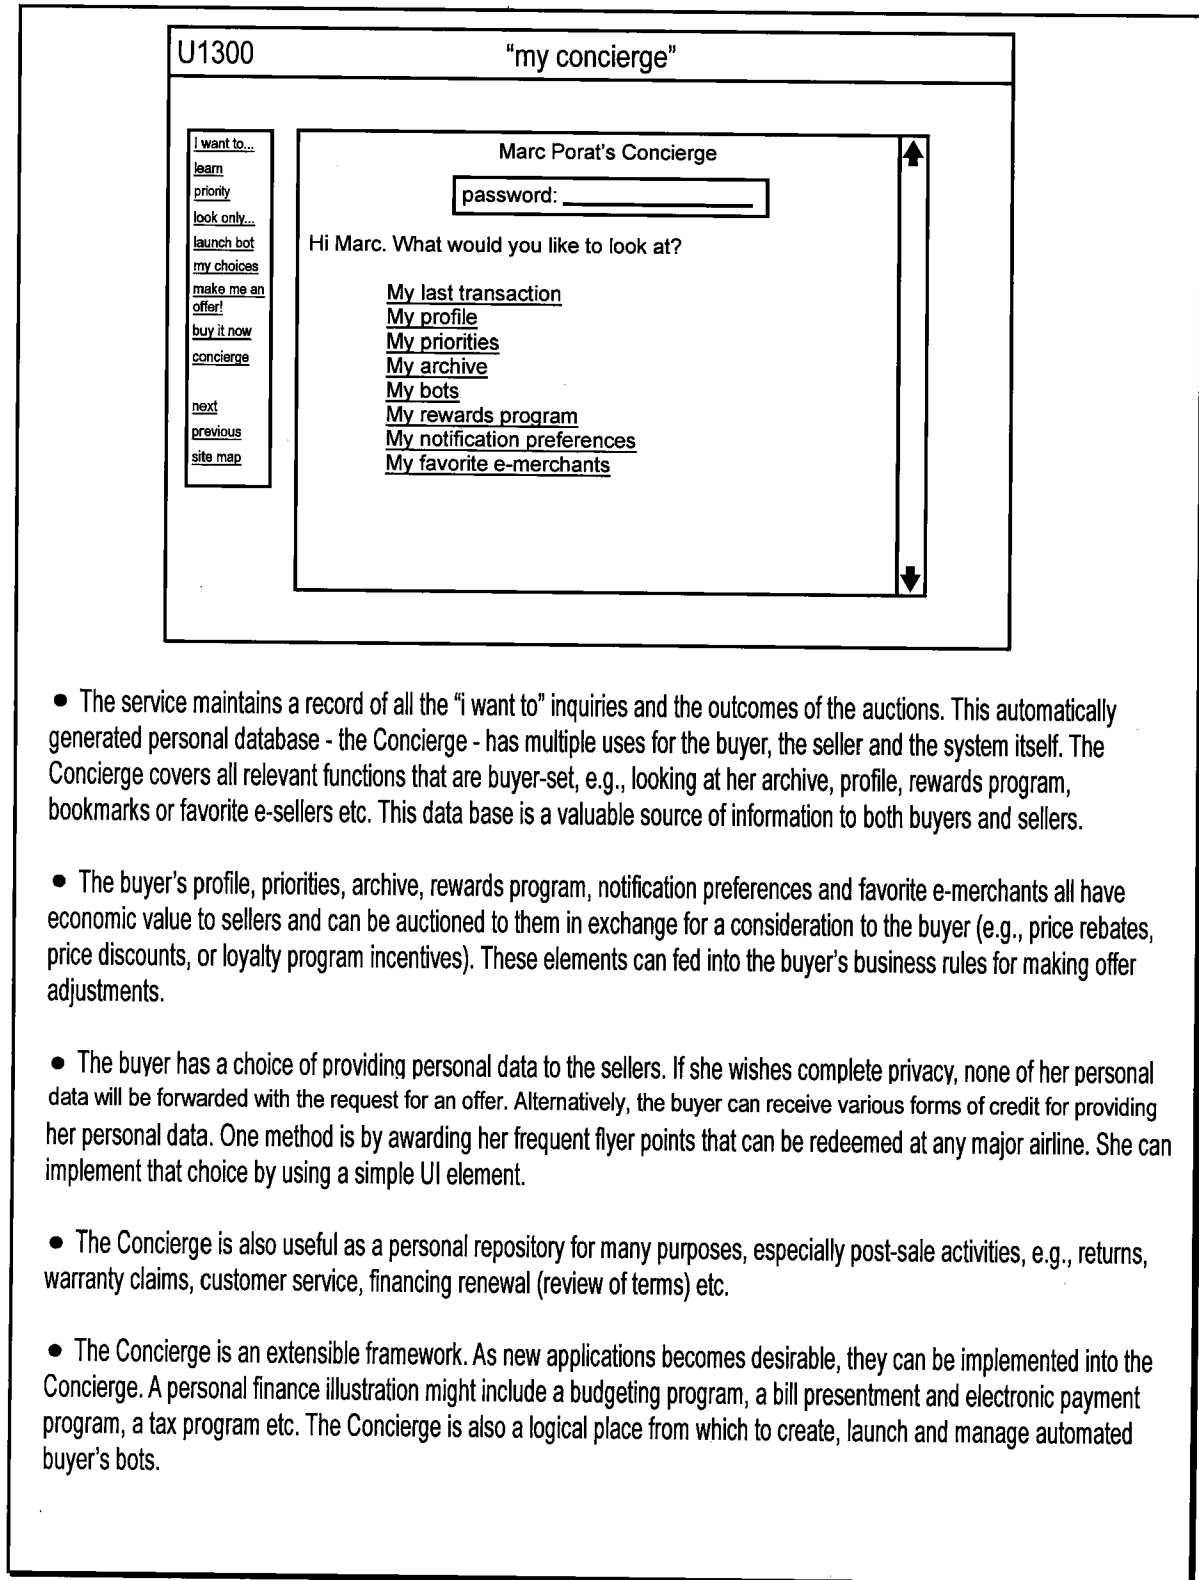 U1300
“my concierge”
I want to...
learn
priority
look only...
launch bot
my choices
make me an
offer!
buy it now
concierge
next
previous
site map
Marc Porat's Concierge
password:
Hi Marc. What would you like to look at?
My last transaction
My profile
My priorities
My archive
My bots
My rewards program
My notification preferences
My favorite e-merchants
● The service maintains a record of all the “i want to” inquiries and the outcomes of the auctions. This automatically
generated personal database - the Concierge - has multiple uses for the buyer, the seller and the system itself. The
Concierge covers all relevant functions that are buyer-set, e.g., looking at her archive, profile, rewards program,
bookmarks or favorite e-sellers etc. This data base is a valuable source of information to both buyers and sellers.
● The buyer's profile, priorities, archive, rewards program, notification preferences and favorite e-merchants all have
economic value to sellers and can be auctioned to them in exchange for a consideration to the buyer (e.g., price rebates,
price discounts, or loyalty program incentives). These elements can fed into the buyer's business rules for making offer
adjustments.
● The buyer has a choice of providing personal data to the sellers. If she wishes complete privacy, none of her personal
data will be forwarded with the request for an offer. Alternatively, the buyer can receive various forms of credit for providing
her personal data. One method is by awarding her frequent flyer points that can be redeemed at any major airline. She can
implement that choice by using a simple UI element.
● The Concierge is also useful as a personal repository for many purposes, especially post-sale activities, e.g., returns,
warranty claims, customer service, financing renewal (review of terms) etc.
● The Concierge is an extensible framework. As new applications becomes desirable, they can be implemented into the
Concierge. A personal finance illustration might include a budgeting program, a bill presentment and electronic payment
program, a tax program etc. The Concierge is also a logical place from which to create, launch and manage automated
buyer's bots.